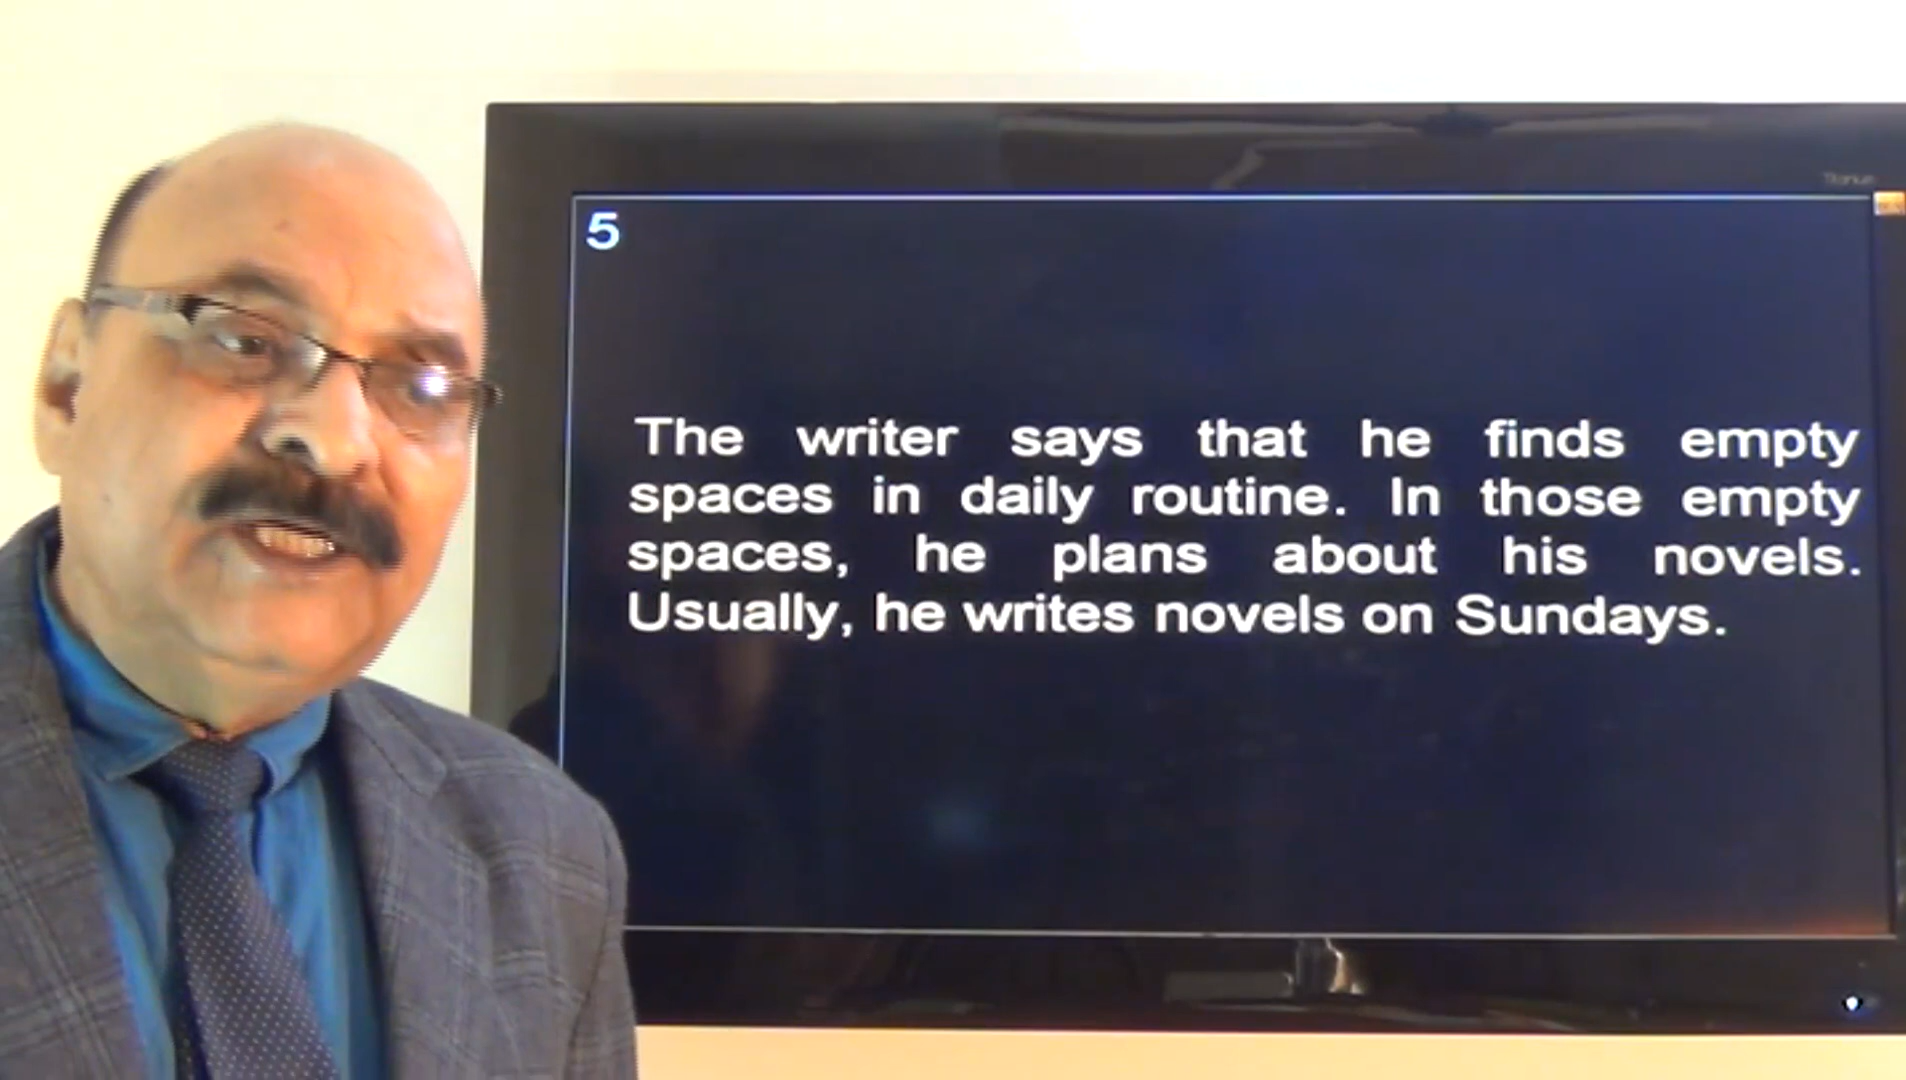 Titanium
5
The writer says that he finds empty
spaces in daily routine. In those empty
spaces, he plans about his novels.
Usually, he writes novels on Sundays.